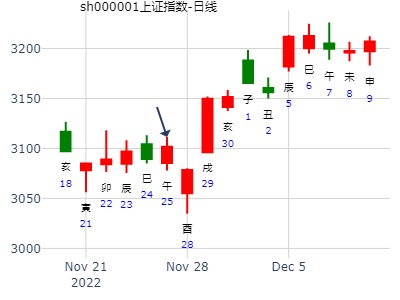 sh000001上证指数-日线
3200
3150
3100
3050
3000
亥
18
寅
21
卯
22
辰
23
巳
24
午
25
酉
28
戌
29
亥
30
子
1
丑
2
辰
5
巳
6
午
7
未
8
申
9
Nov 21
2022
Nov 28
Dec 5